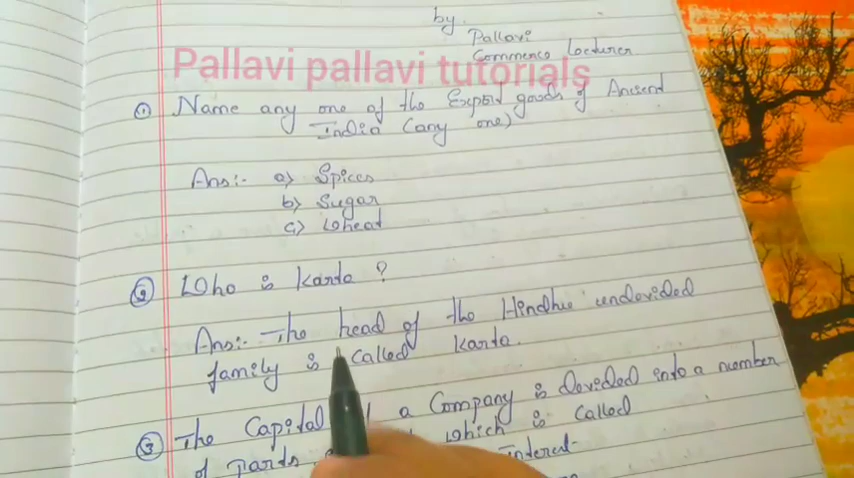 by
Pallavi
Commerce Lecturer
Pallavi pallavi tutorials
① Name any one of the Export goods of Ancient
India (any one)
Ans:- a) Spices
b) Sugar
c) Wheat
② Who is Karta ?
Ans:- The head of the Hindhu undevided
family is called Karta.
③ The Capital a Company is devided into a number
of Parts which is called